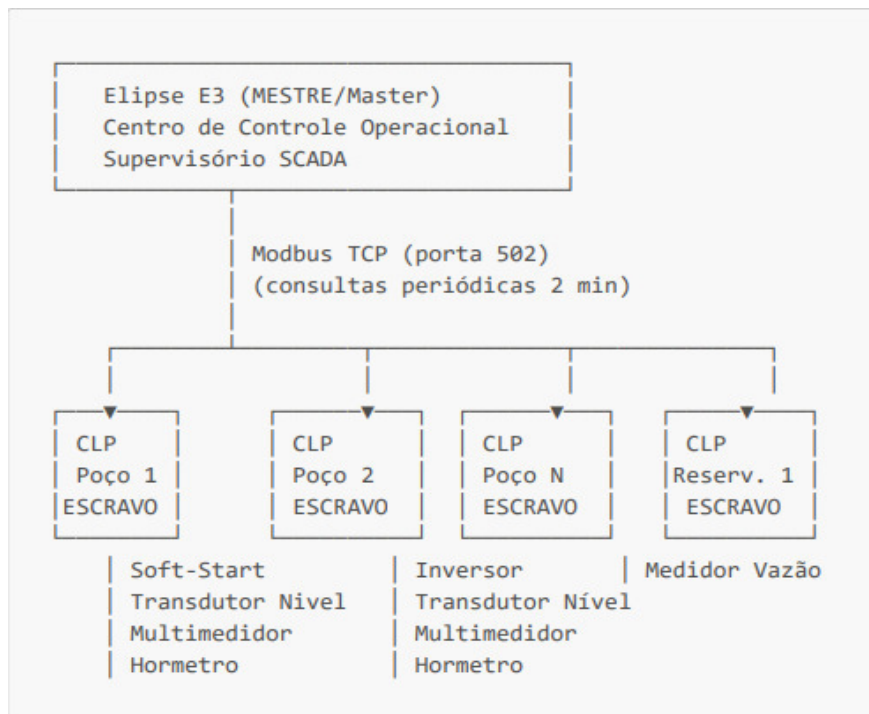 Elipse E3 (MESTRE/Master)
Centro de Controle Operacional
Supervisório SCADA
Modbus TCP (porta 502)
(consultas periódicas 2 min)
CLP CLP CLP CLP
Poço 1 Poço 2 Poço N Reserv. 1
ESCRAVO ESCRAVO ESCRAVO ESCRAVO
Soft-Start Inversor Medidor Vazão
Transdutor Nivel Transdutor Nível
Multimedidor Multimedidor
Hormetro Hormetro